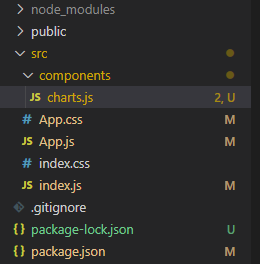 node_modules
public
src
components
JS charts.js 2, U
# App.css M
JS App.js M
# index.css
JS index.js M
.gitignore
{} package-lock.json U
{} package.json M